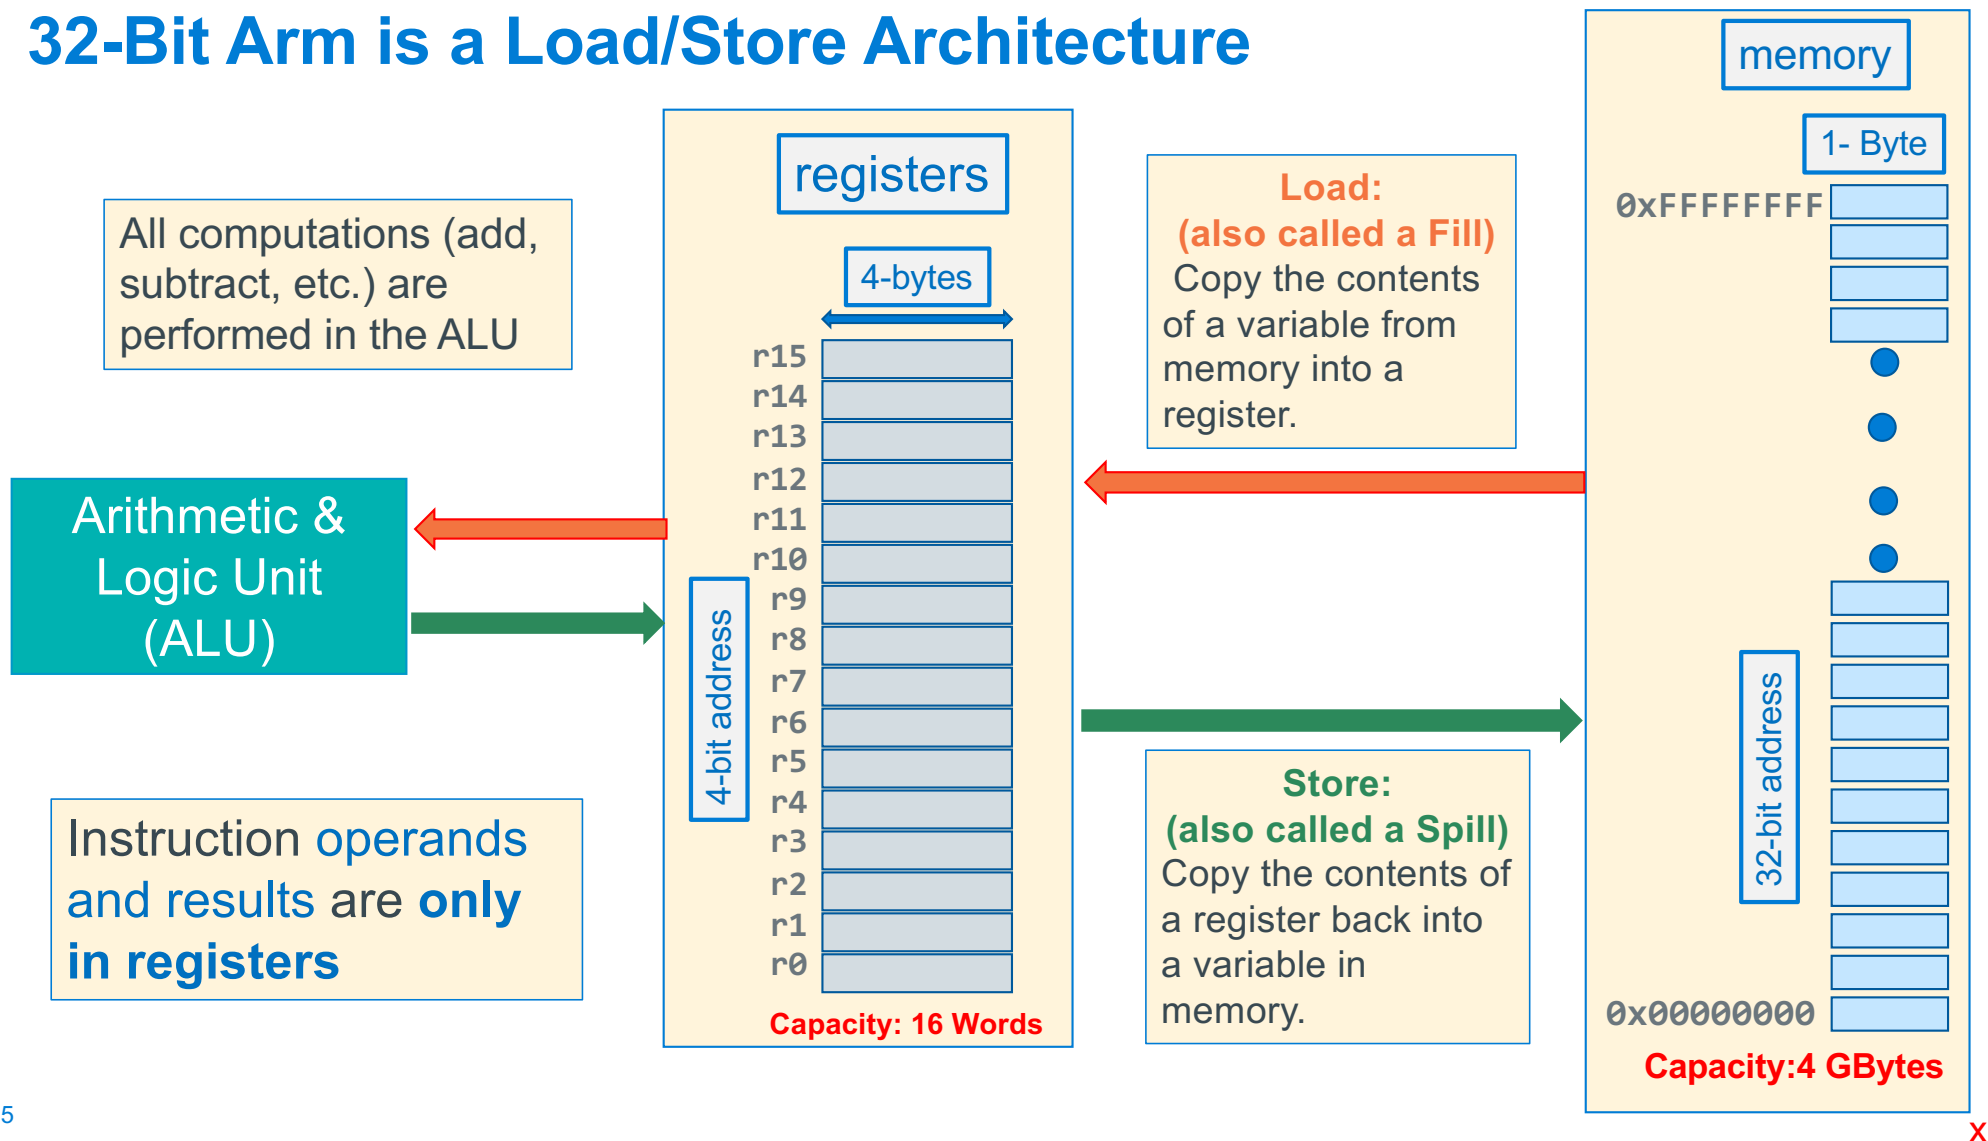 32-Bit Arm is a Load/Store Architecture
All computations (add,
subtract, etc.) are
performed in the ALU
Arithmetic &
Logic Unit
(ALU)
Instruction operands
and results are only
in registers
registers
4-bytes
r15
r14
r13
r12
r11
r10
r9
r8
r7
r6
r5
r4
r3
r2
r1
r0
4-bit address
Capacity: 16 Words
Load:
(also called a Fill)
Copy the contents
of a variable from
memory into a
register.
Store:
(also called a Spill)
Copy the contents of
a register back into
a variable in
memory.
memory
1- Byte
0xFFFFFFFF
32-bit address
0x00000000
Capacity:4 GBytes
5
X